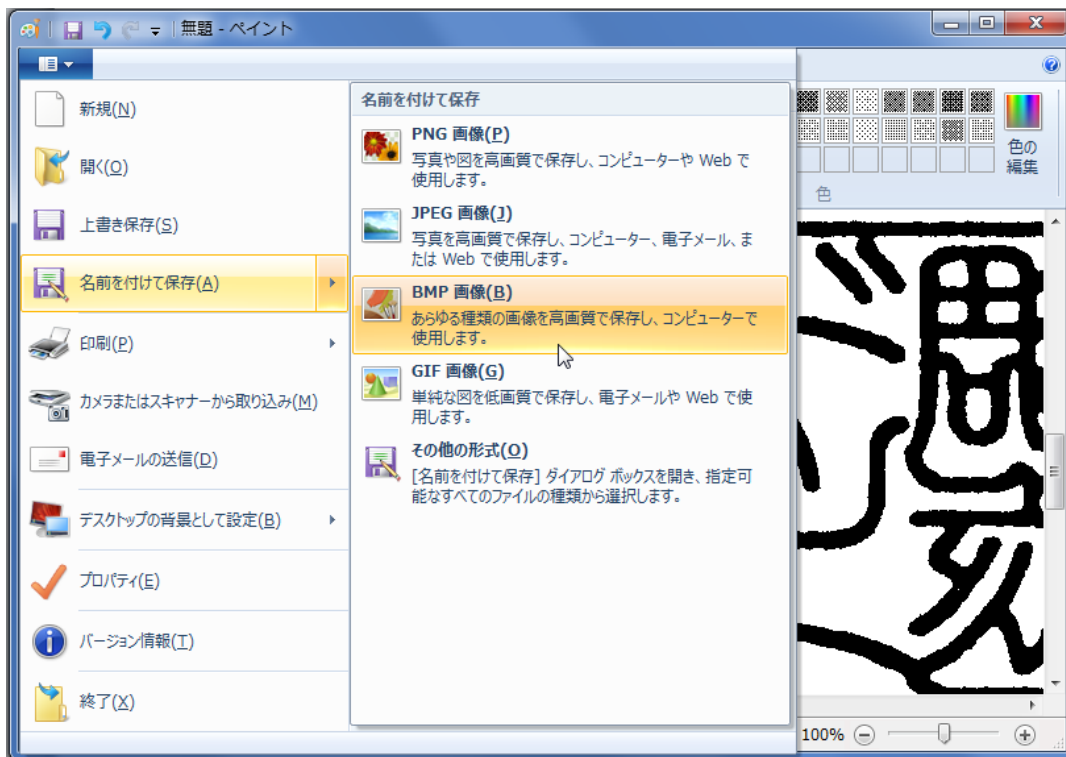 無題 - ペイント
新規(N)
開く(O)
上書き保存(S)
名前を付けて保存(A)
印刷(P)
カメラまたはスキャナーから取り込み(M)
電子メールの送信(D)
デスクトップの背景として設定(B)
プロパティ(E)
バージョン情報(T)
終了(X)
名前を付けて保存
PNG 画像(P)
写真や図を高画質で保存し、コンピューターや Web で
使用します。
JPEG 画像(J)
写真を高画質で保存し、コンピューター、電子メール、ま
たは Web で使用します。
BMP 画像(B)
あらゆる種類の画像を高画質で保存し、コンピューターで
使用します。
GIF 画像(G)
単純な図を低画質で保存し、電子メールや Web で使
用します。
その他の形式(O)
[名前を付けて保存] ダイアログ ボックスを開き、指定可
能なすべてのファイルの種類から選択します。
色の
編集
色
100%